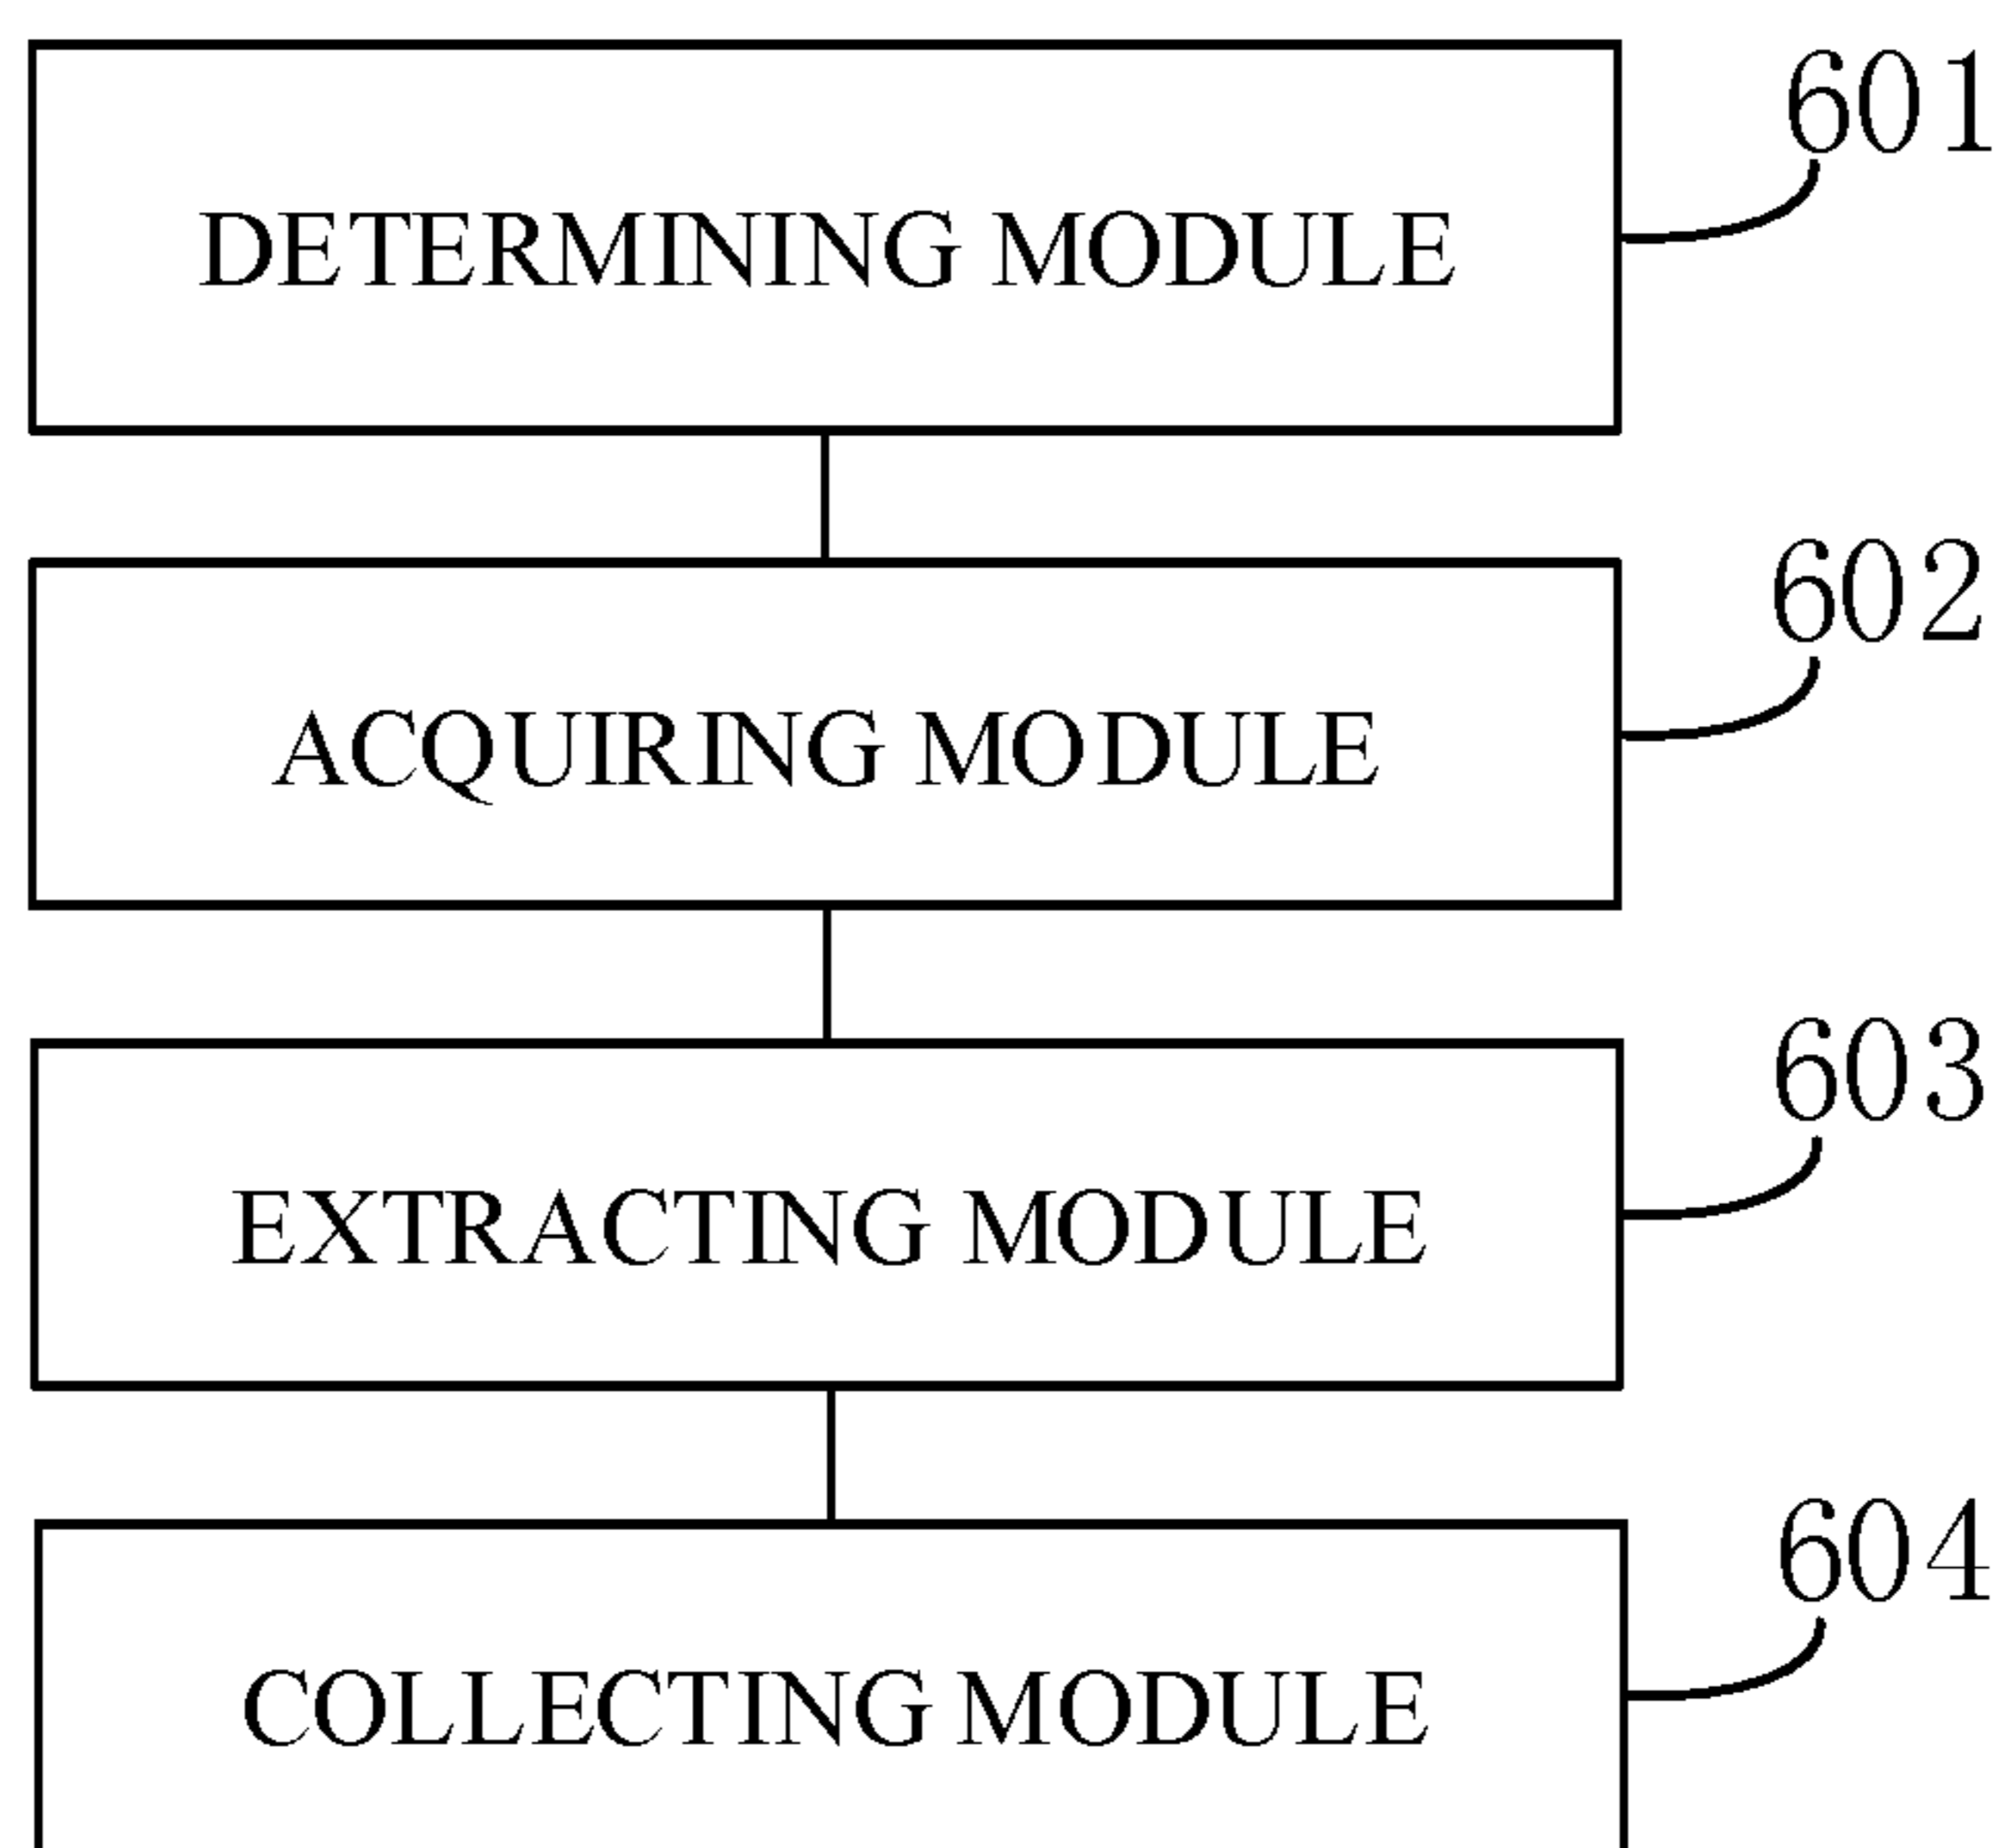 601
DETERMINING MODULE
602
ACQUIRING MODULE
603
EXTRACTING MODULE
604
COLLECTING MODULE